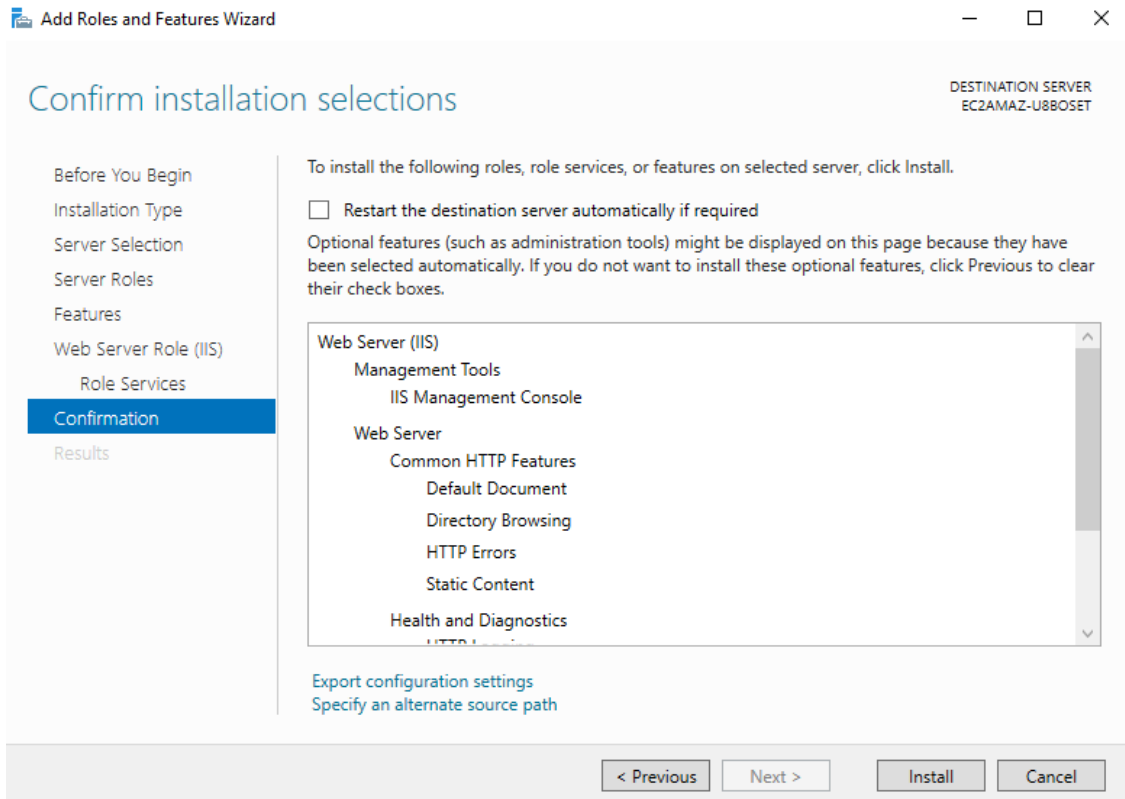 Add Roles and Features Wizard
Confirm installation selections
DESTINATION SERVER
EC2AMAZ-U8BOSET
Before You Begin
Installation Type
Server Selection
Server Roles
Features
Web Server Role (IIS)
Role Services
Confirmation
Results
To install the following roles, role services, or features on selected server, click Install.
Restart the destination server automatically if required
Optional features (such as administration tools) might be displayed on this page because they have
been selected automatically. If you do not want to install these optional features, click Previous to clear
their check boxes.
Web Server (IIS)
Management Tools
IIS Management Console
Web Server
Common HTTP Features
Default Document
Directory Browsing
HTTP Errors
Static Content
Health and Diagnostics
Export configuration settings
Specify an alternate source path
< Previous
Next >
Install
Cancel